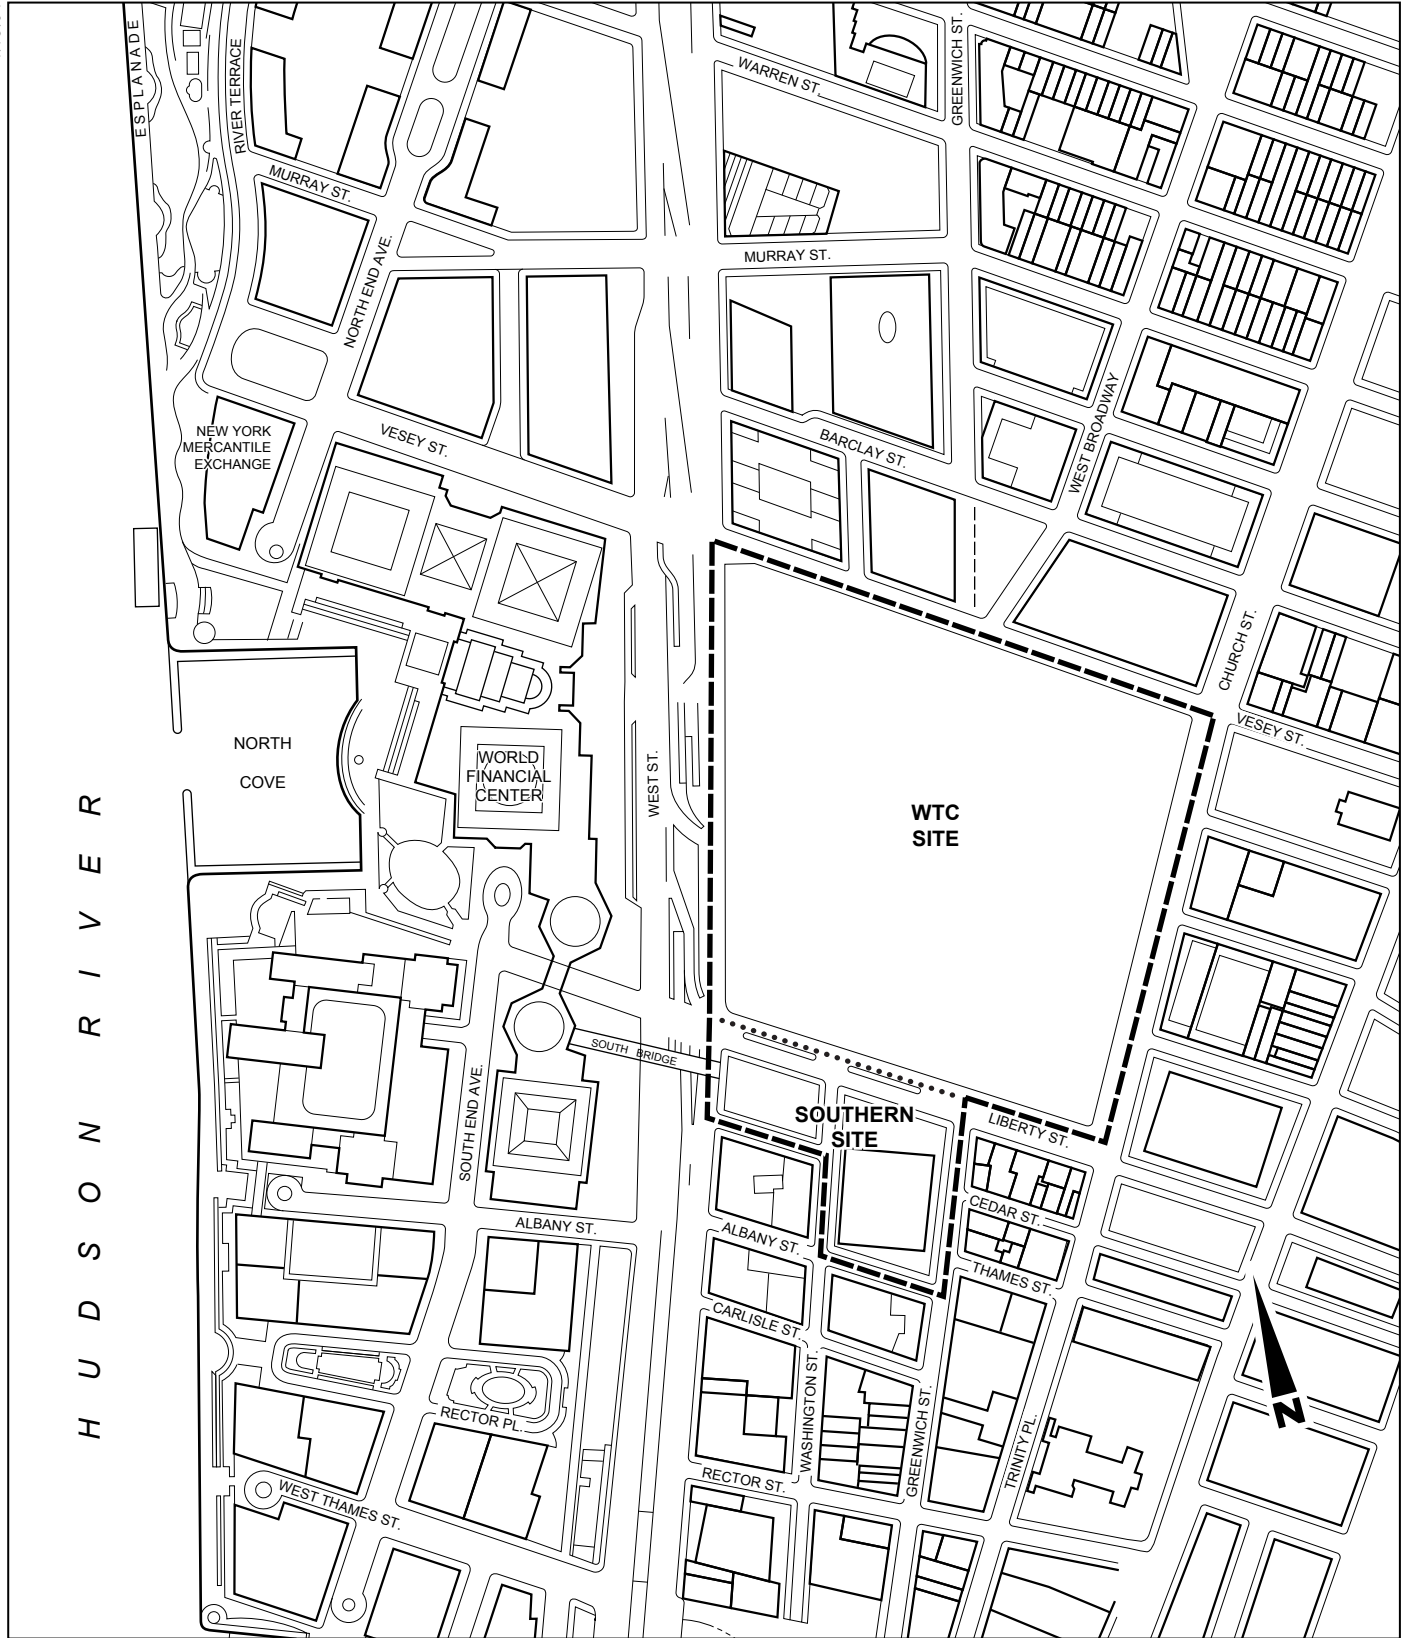 ESPLANADE
RIVER TERRACE
GREENWICH ST.
WARREN ST.
MURRAY ST.
MURRAY ST.
NORTH END AVE.
WEST BROADWAY
NEW YORK
MERCANTILE
EXCHANGE
VESEY ST.
BARCLAY ST.
CHURCH ST.
VESEY ST.
NORTH
COVE
WORLD
FINANCIAL
CENTER
WEST ST.
WTC
SITE
HUDSON RIVER
SOUTH BRIDGE
SOUTH END AVE.
SOUTHERN
SITE
LIBERTY ST.
CEDAR ST.
ALBANY ST.
ALBANY ST.
THAMES ST.
CARLISLE ST.
WASHINGTON ST.
GREENWICH ST.
TRINITY PL.
N
RECTOR PL.
RECTOR ST.
WEST THAMES ST.